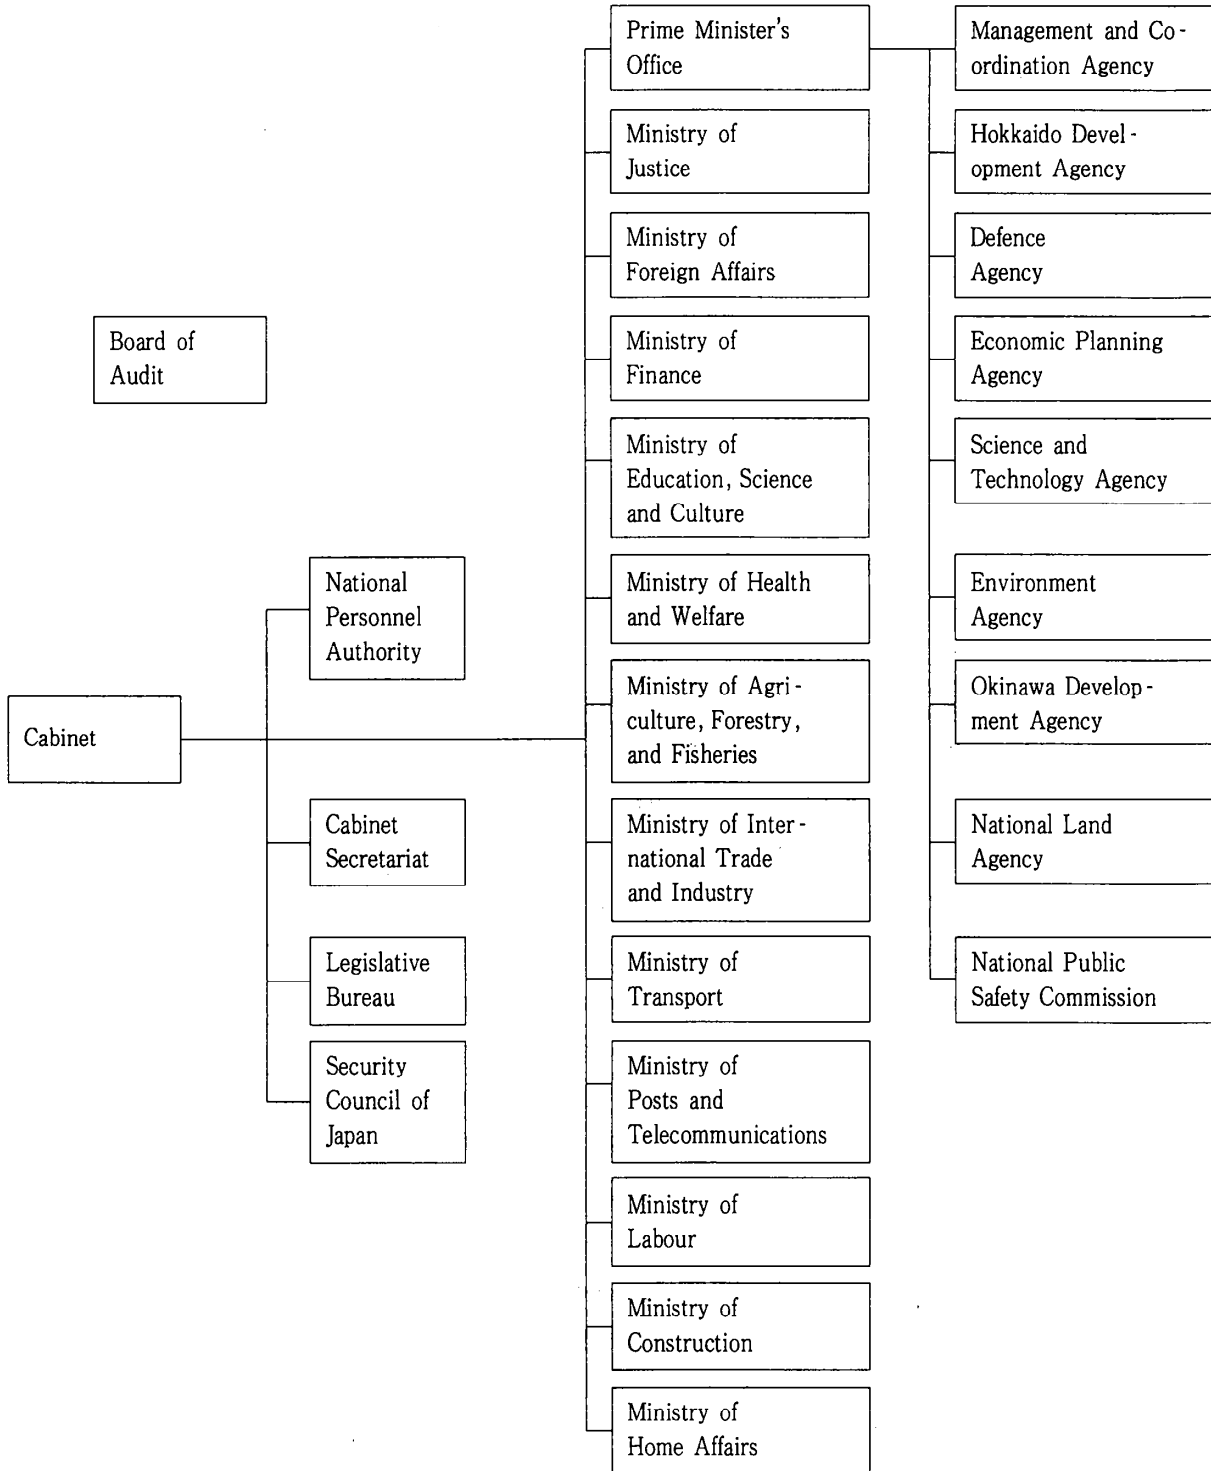 Prime Minister's
Office
Management and Co-
ordination Agency
Ministry of
Justice
Hokkaido Devel-
opment Agency
Ministry of
Foreign Affairs
Defence
Agency
Board of
Audit
Ministry of
Finance
Economic Planning
Agency
Ministry of
Education, Science
and Culture
Science and
Technology Agency
National
Personnel
Authority
Ministry of Health
and Welfare
Environment
Agency
Cabinet
Ministry of Agri-
culture, Forestry,
and Fisheries
Okinawa Develop-
ment Agency
Cabinet
Secretariat
Ministry of Inter-
national Trade
and Industry
National Land
Agency
Legislative
Bureau
Ministry of
Transport
National Public
Safety Commission
Security
Council of
Japan
Ministry of
Posts and
Telecommunications
Ministry of
Labour
Ministry of
Construction
Ministry of
Home Affairs